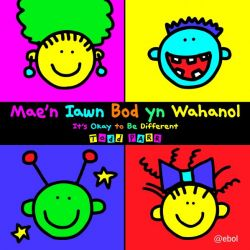 Mae'n Iawn Bod yn Wahanol
It's Okay to Be Different
Todd Parr
@ebol